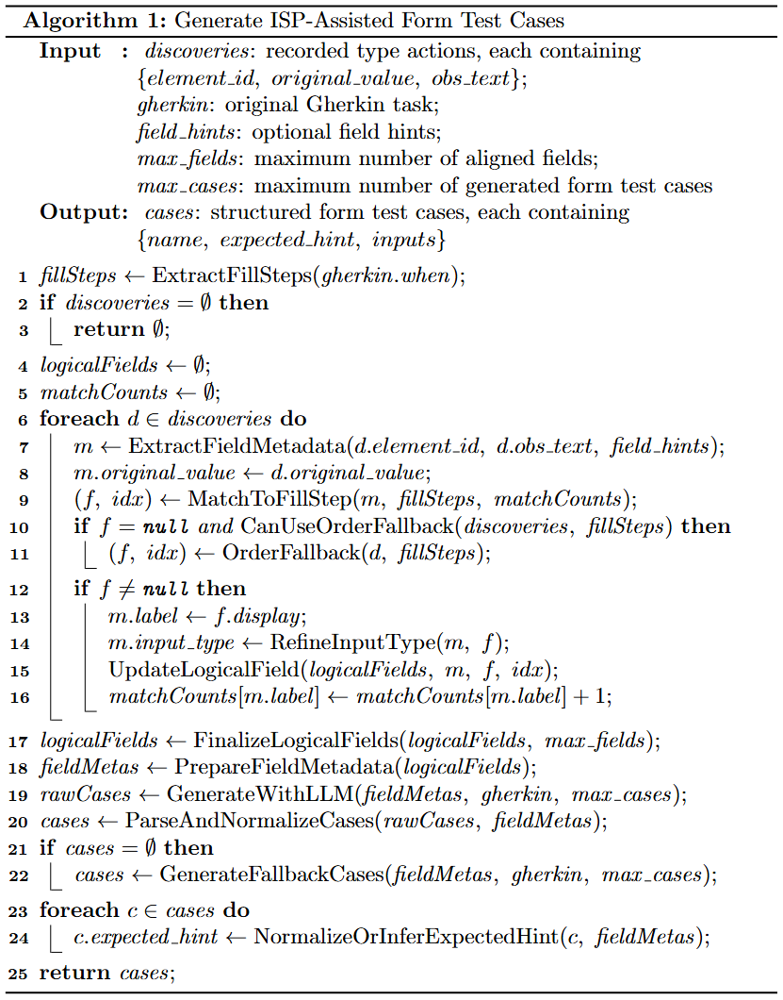 Algorithm 1: Generate ISP-Assisted Form Test Cases
Input : discoveries: recorded type actions, each containing
{element_id, original_value, obs_text};
gherkin: original Gherkin task;
field_hints: optional field hints;
max_fields: maximum number of aligned fields;
max_cases: maximum number of generated form test cases
Output: cases: structured form test cases, each containing
{name, expected_hint, inputs}
1 fillSteps ← ExtractFillSteps(gherkin.when);
2 if discoveries = ∅ then
3 return ∅;
4 logicalFields ← ∅;
5 matchCounts ← ∅;
6 foreach d ∈ discoveries do
7 m ← ExtractFieldMetadata(d.element_id, d.obs_text, field_hints);
8 m.original_value ← d.original_value;
9 (f, idx) ← MatchToFillStep(m, fillSteps, matchCounts);
10 if f = null and CanUseOrderFallback(discoveries, fillSteps) then
11 (f, idx) ← OrderFallback(d, fillSteps);
12 if f ≠ null then
13 m.label ← f.display;
14 m.input_type ← RefineInputType(m, f);
15 UpdateLogicalField(logicalFields, m, f, idx);
16 matchCounts[m.label] ← matchCounts[m.label] + 1;
17 logicalFields ← FinalizeLogicalFields(logicalFields, max_fields);
18 fieldMetas ← PrepareFieldMetadata(logicalFields);
19 rawCases ← GenerateWithLLM(fieldMetas, gherkin, max_cases);
20 cases ← ParseAndNormalizeCases(rawCases, fieldMetas);
21 if cases = ∅ then
22 cases ← GenerateFallbackCases(fieldMetas, gherkin, max_cases);
23 foreach c ∈ cases do
24 c.expected_hint ← NormalizeOrInferExpectedHint(c, fieldMetas);
25 return cases;